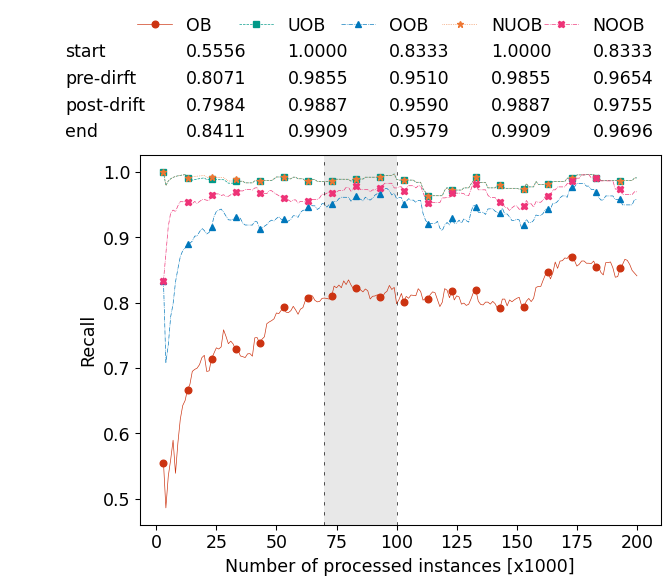 OB UOB OOB NUOB NOOB
start 0.5556 1.0000 0.8333 1.0000 0.8333
pre-dirft 0.8071 0.9855 0.9510 0.9855 0.9654
post-drift 0.7984 0.9887 0.9590 0.9887 0.9755
end 0.8411 0.9909 0.9579 0.9909 0.9696
1.0
0.9
0.8
0.7
0.6
0.5
Recall
0 25 50 75 100 125 150 175 200
Number of processed instances [x1000]